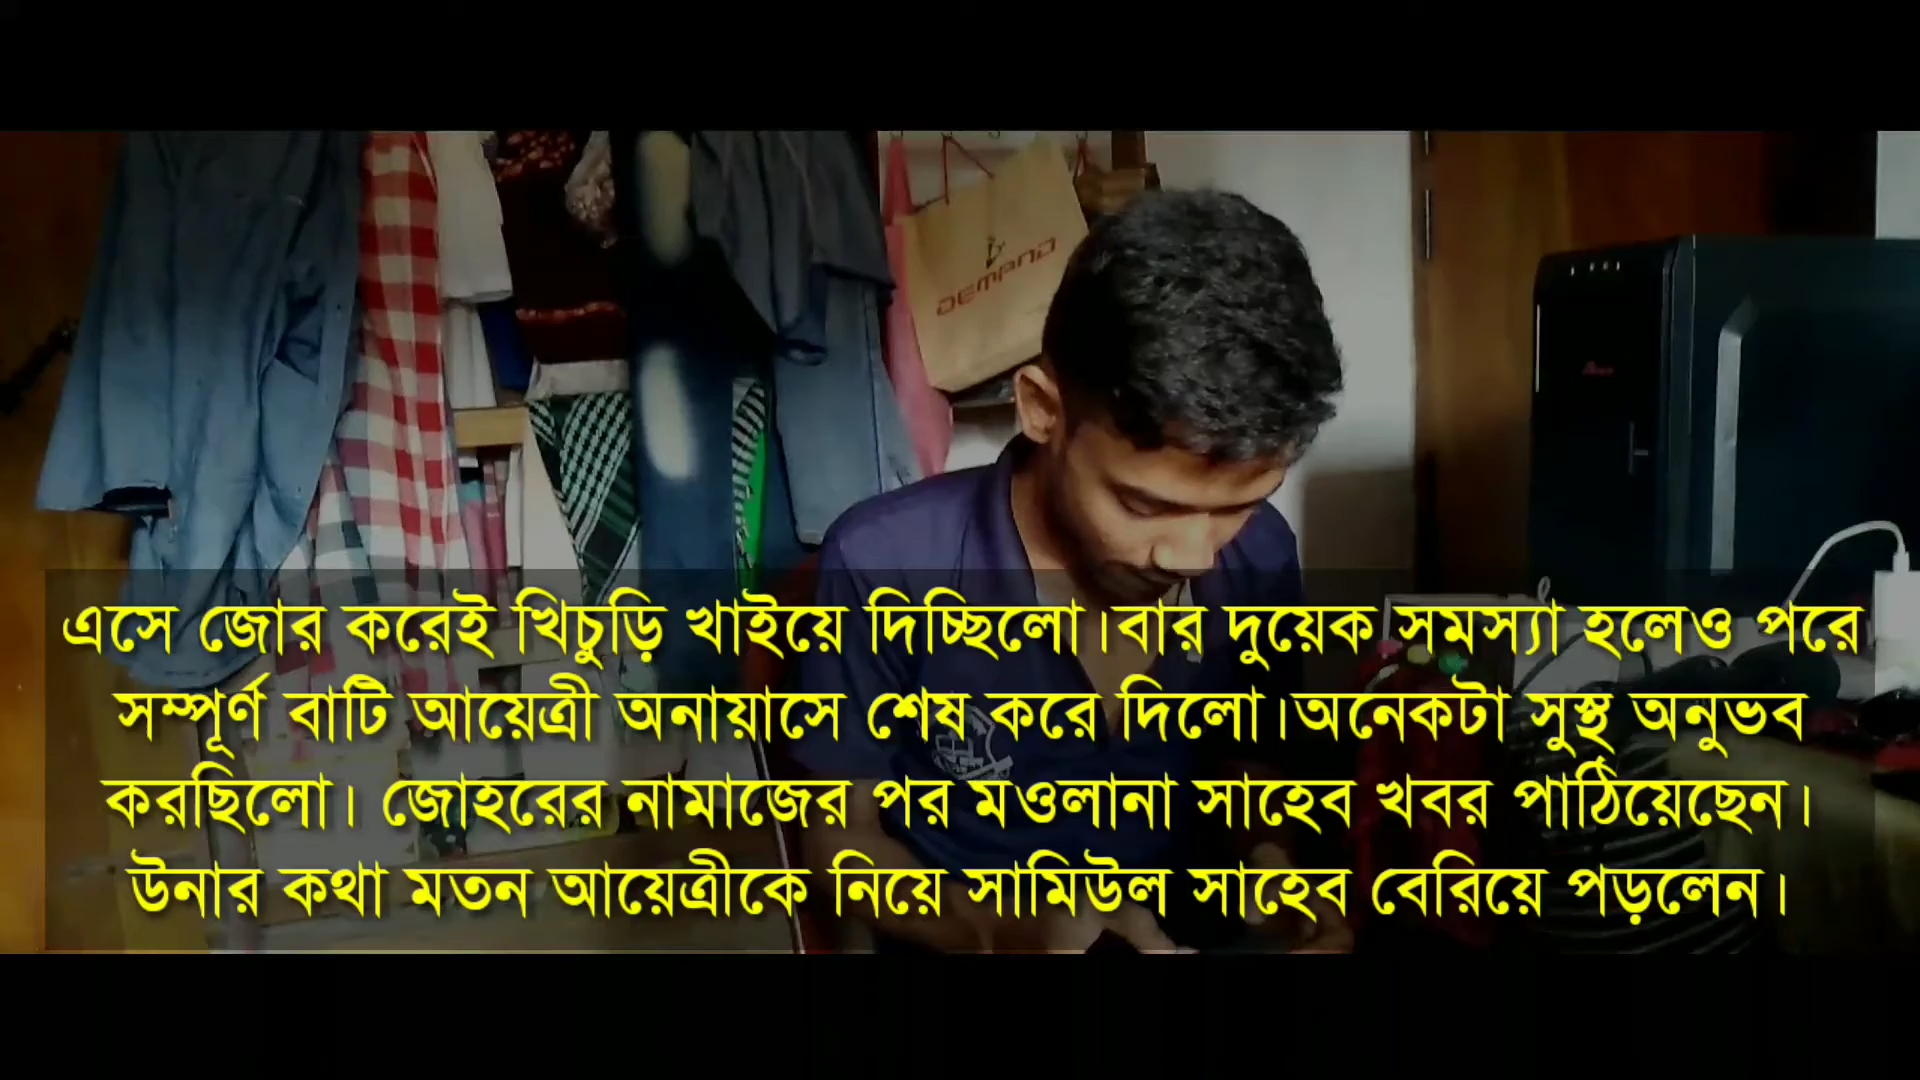 DEMAND
এসে জোর করেই খিচুড়ি খাইয়ে দিচ্ছিলো।বার দুয়েক সমস্যা হলেও পরে
সম্পূর্ণ বাটি আয়েত্রী অনায়াসে শেষ করে দিলো।অনেকটা সুস্থ অনুভব
করছিলো। জোহরের নামাজের পর মওলানা সাহেব খবর পাঠিয়েছেন।
উনার কথা মতন আয়েত্রীকে নিয়ে সামিউল সাহেব বেরিয়ে পড়লেন।